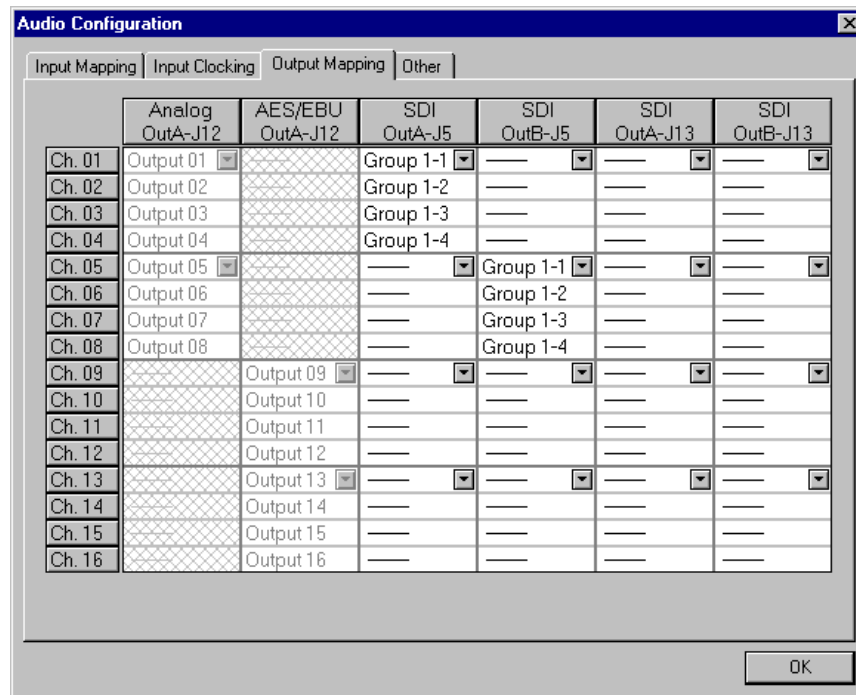 Audio Configuration
Input Mapping Input Clocking Output Mapping Other
Analog OutA-J12 AES/EBU OutA-J12 SDI OutA-J5 SDI OutB-J5 SDI OutA-J13 SDI OutB-J13
Ch. 01 Output 01 Group 1-1
Ch. 02 Output 02 Group 1-2
Ch. 03 Output 03 Group 1-3
Ch. 04 Output 04 Group 1-4
Ch. 05 Output 05 Group 1-1
Ch. 06 Output 06 Group 1-2
Ch. 07 Output 07 Group 1-3
Ch. 08 Output 08 Group 1-4
Ch. 09 Output 09
Ch. 10 Output 10
Ch. 11 Output 11
Ch. 12 Output 12
Ch. 13 Output 13
Ch. 14 Output 14
Ch. 15 Output 15
Ch. 16 Output 16
OK